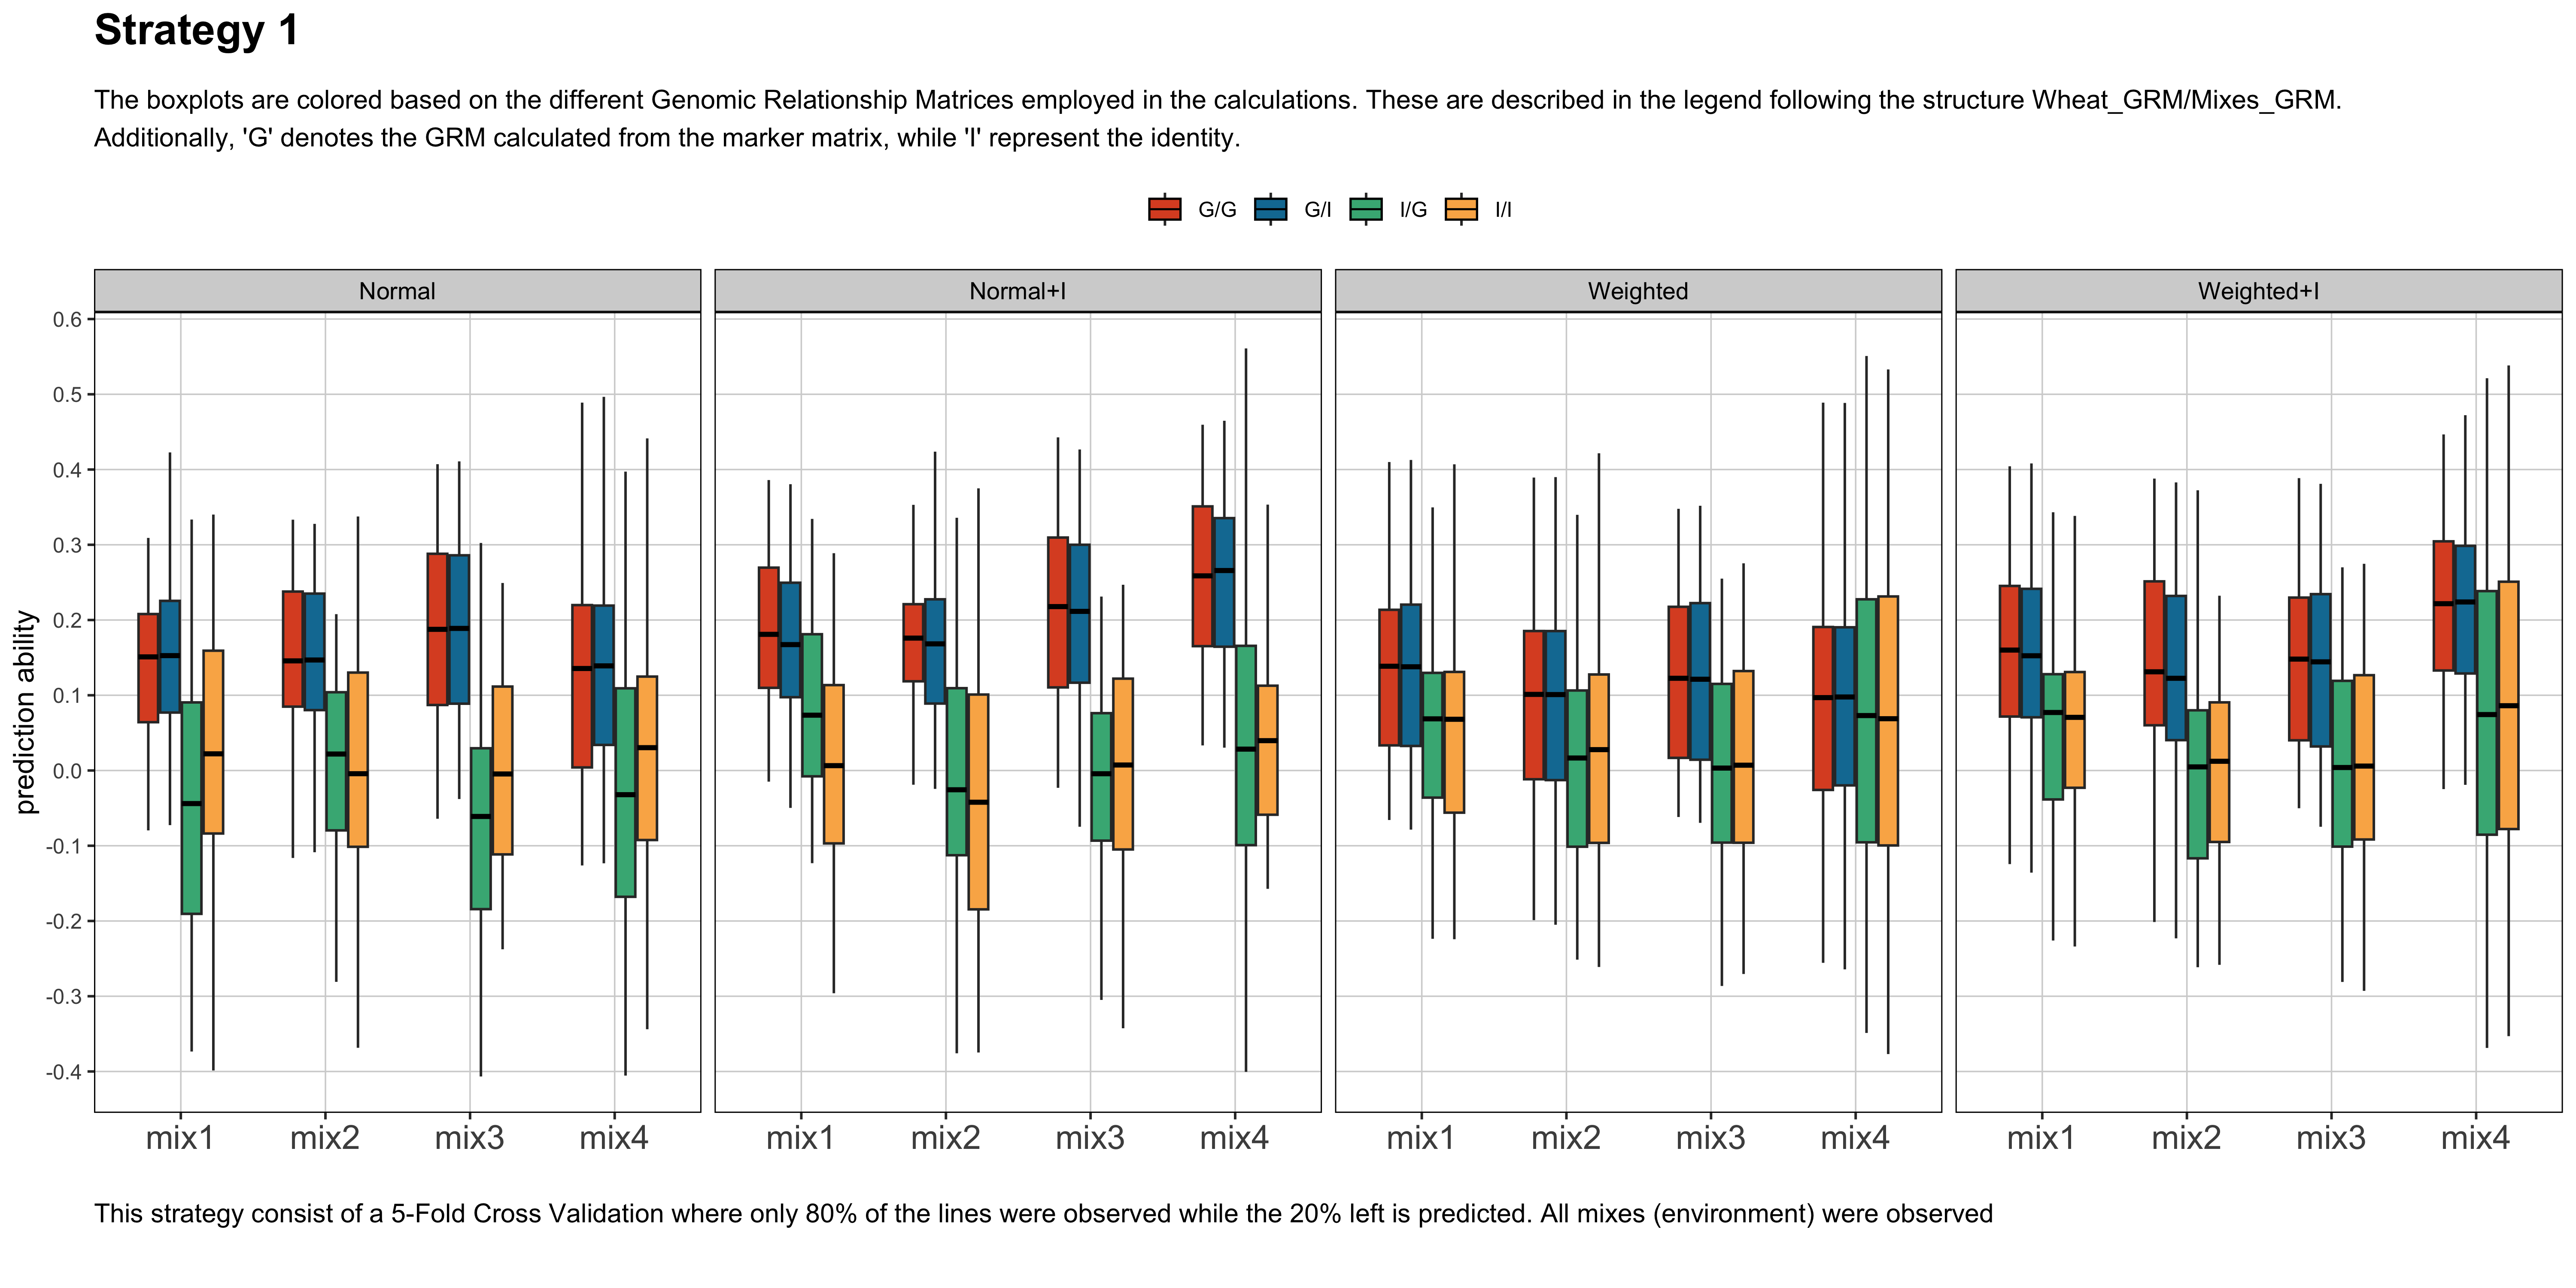 Strategy 1
The boxplots are colored based on the different Genomic Relationship Matrices employed in the calculations. These are described in the legend following the structure Wheat_GRM/Mixes_GRM.
Additionally, 'G' denotes the GRM calculated from the marker matrix, while 'I' represent the identity.
G/G G/I I/G I/I
Normal Normal+I Weighted Weighted+I
prediction ability
0.6
0.5
0.4
0.3
0.2
0.1
0.0
-0.1
-0.2
-0.3
-0.4
mix1 mix2 mix3 mix4 mix1 mix2 mix3 mix4 mix1 mix2 mix3 mix4 mix1 mix2 mix3 mix4
This strategy consist of a 5-Fold Cross Validation where only 80% of the lines were observed while the 20% left is predicted. All mixes (environment) were observed